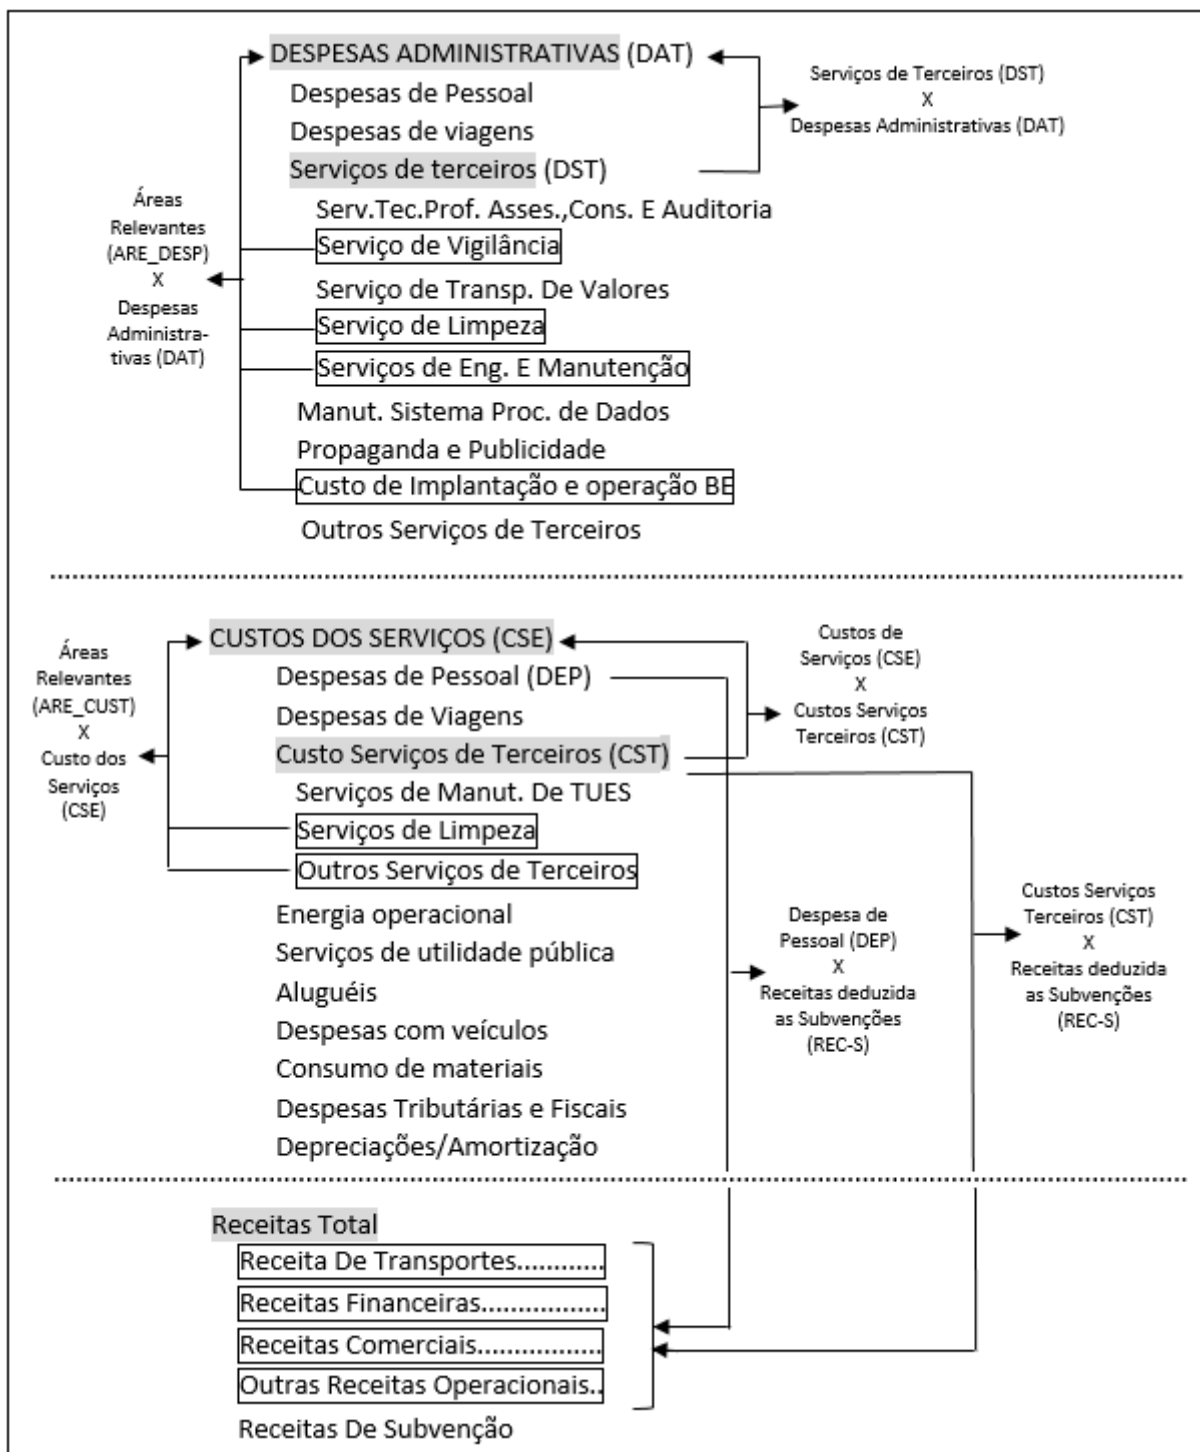 DESPESAS ADMINISTRATIVAS (DAT)
Despesas de Pessoal
Despesas de viagens
Serviços de terceiros (DST)
Serviços de Terceiros (DST)
X
Despesas Administrativas (DAT)
Serv.Tec.Prof. Asses.,Cons. E Auditoria
Serviço de Vigilância
Serviço de Transp. De Valores
Serviço de Limpeza
Serviços de Eng. E Manutenção
Manut. Sistema Proc. de Dados
Propaganda e Publicidade
Custo de Implantação e operação BE
Outros Serviços de Terceiros
Áreas
Relevantes
(ARE_DESP)
X
Despesas
Administra-
tivas (DAT)
CUSTOS DOS SERVIÇOS (CSE)
Despesas de Pessoal (DEP)
Despesas de Viagens
Custo Serviços de Terceiros (CST)
Serviços de Manut. De TUES
Serviços de Limpeza
Outros Serviços de Terceiros
Energia operacional
Serviços de utilidade pública
Aluguéis
Despesas com veículos
Consumo de materiais
Despesas Tributárias e Fiscais
Depreciações/Amortização
Áreas
Relevantes
(ARE_CUST)
X
Custo dos
Serviços
(CSE)
Custos de
Serviços (CSE)
X
Custos Serviços
Terceiros (CST)
Despesa de
Pessoal (DEP)
X
Receitas deduzida
as Subvenções
(REC-S)
Custos Serviços
Terceiros (CST)
X
Receitas deduzida
as Subvenções
(REC-S)
Receitas Total
Receita De Transportes............
Receitas Financeiras.................
Receitas Comerciais.................
Outras Receitas Operacionais..
Receitas De Subvenção